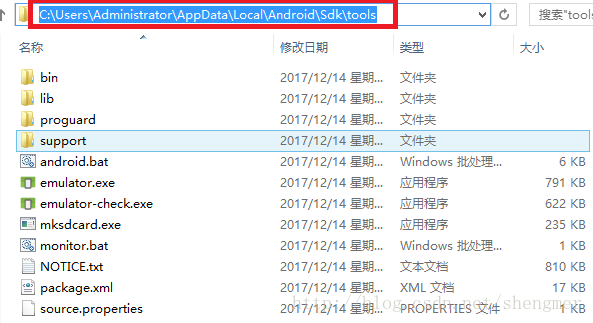 C:\Users\Administrator\AppData\Local\Android\Sdk\tools 搜索"tools
名称 修改日期 类型 大小
bin 2017/12/14 星期... 文件夹
lib 2017/12/14 星期... 文件夹
proguard 2017/12/14 星期... 文件夹
support 2017/12/14 星期... 文件夹
android.bat 2017/12/14 星期... Windows 批处理... 6 KB
emulator.exe 2017/12/14 星期... 应用程序 791 KB
emulator-check.exe 2017/12/14 星期... 应用程序 622 KB
mksdcard.exe 2017/12/14 星期... 应用程序 235 KB
monitor.bat 2017/12/14 星期... Windows 批处理... 1 KB
NOTICE.txt 2017/12/14 星期... 文本文档 810 KB
package.xml 2017/12/14 星期... XML 文档 17 KB
source.properties 2017/12/14 星期... PROPERTIES 文件 1 KB